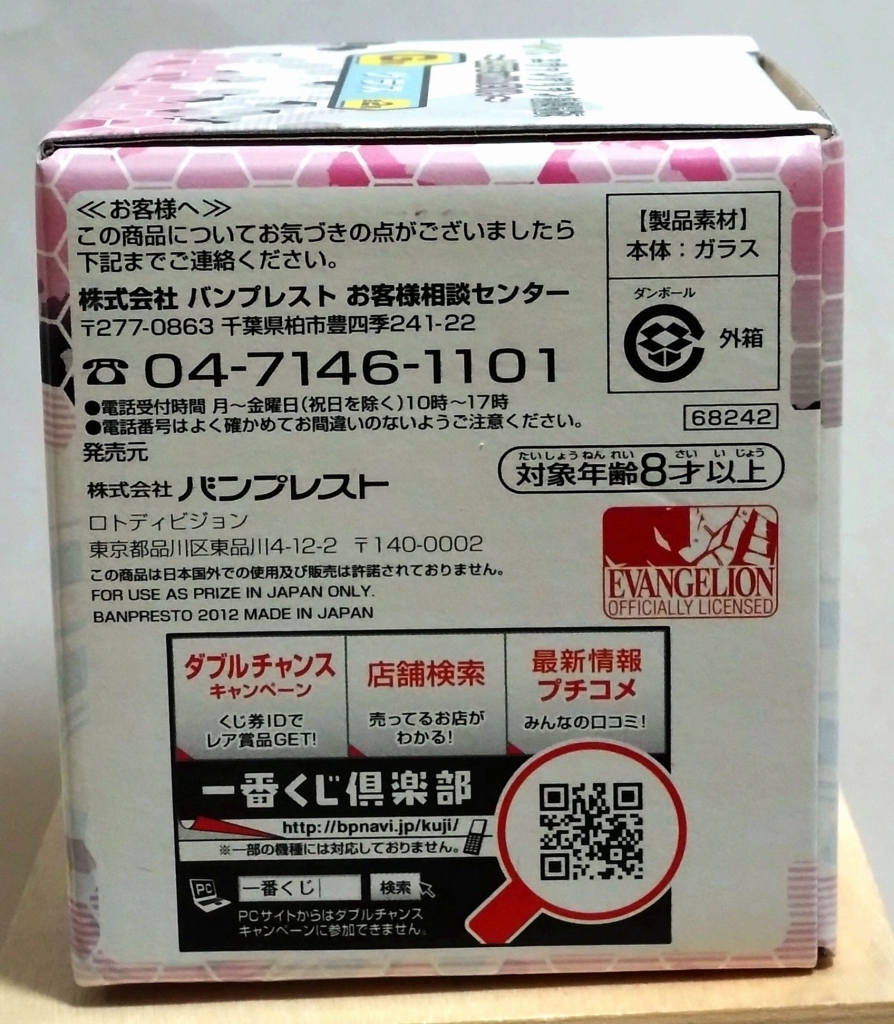 ≪お客様へ≫
この商品についてお気づきの点がございましたら
下記までご連絡ください。
株式会社 バンプレスト お客様相談センター
〒277-0863 千葉県柏市豊四季241-22
☎ 04-7146-1101
●電話受付時間 月～金曜日(祝日を除く)10時～17時
●電話番号はよく確かめてお間違いのないようご注意ください。
【製品素材】
本体：ガラス
ダンボール
外箱
68242
発売元
たいしょうねんれい さい いじょう
対象年齢8才以上
株式会社 バンプレスト
ロトディビジョン
東京都品川区東品川4-12-2 〒140-0002
この商品は日本国外での使用及び販売は許諾されておりません。
FOR USE AS PRIZE IN JAPAN ONLY.
BANPRESTO 2012 MADE IN JAPAN
EVANGELION
OFFICIALLY LICENSED
ダブルチャンス
キャンペーン
くじ券IDで
レア賞品GET!
店舗検索
売ってるお店が
わかる!
最新情報
プチコメ
みんなの口コミ!
一番くじ倶楽部
http://bpnavi.jp/kuji/
※一部の機種には対応しておりません。
PC
一番くじ
検索
PCサイトからはダブルチャンス
キャンペーンに参加できません。